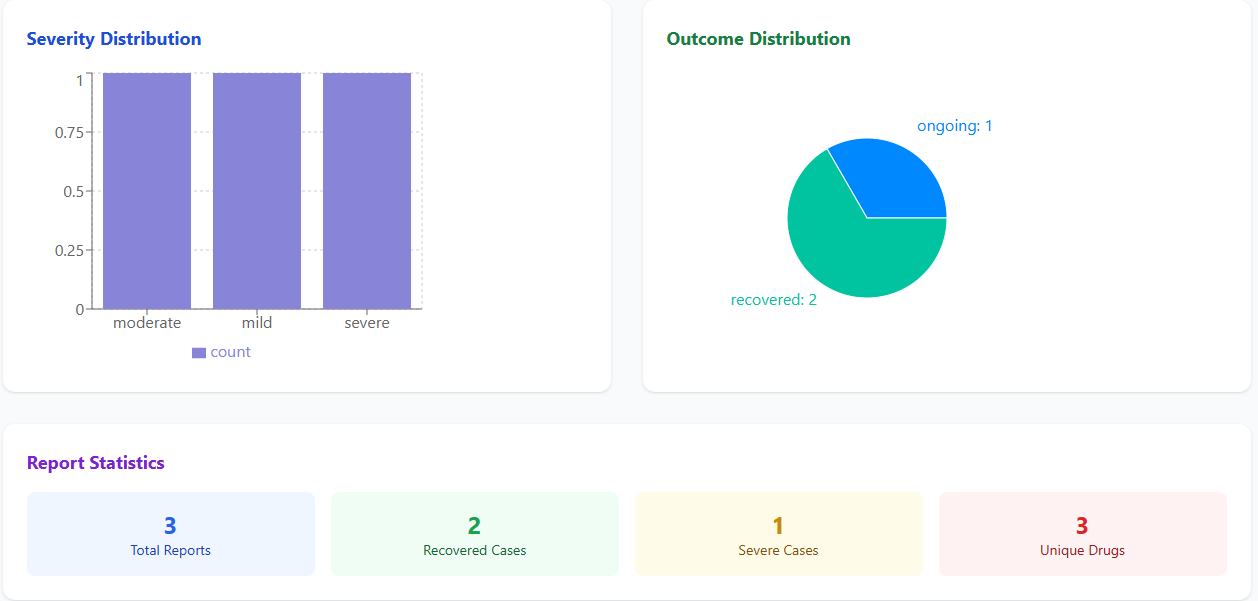 Severity Distribution
1
0.75
0.5
0.25
0
moderate mild severe
count
Outcome Distribution
ongoing: 1
recovered: 2
Report Statistics
3
Total Reports
2
Recovered Cases
1
Severe Cases
3
Unique Drugs